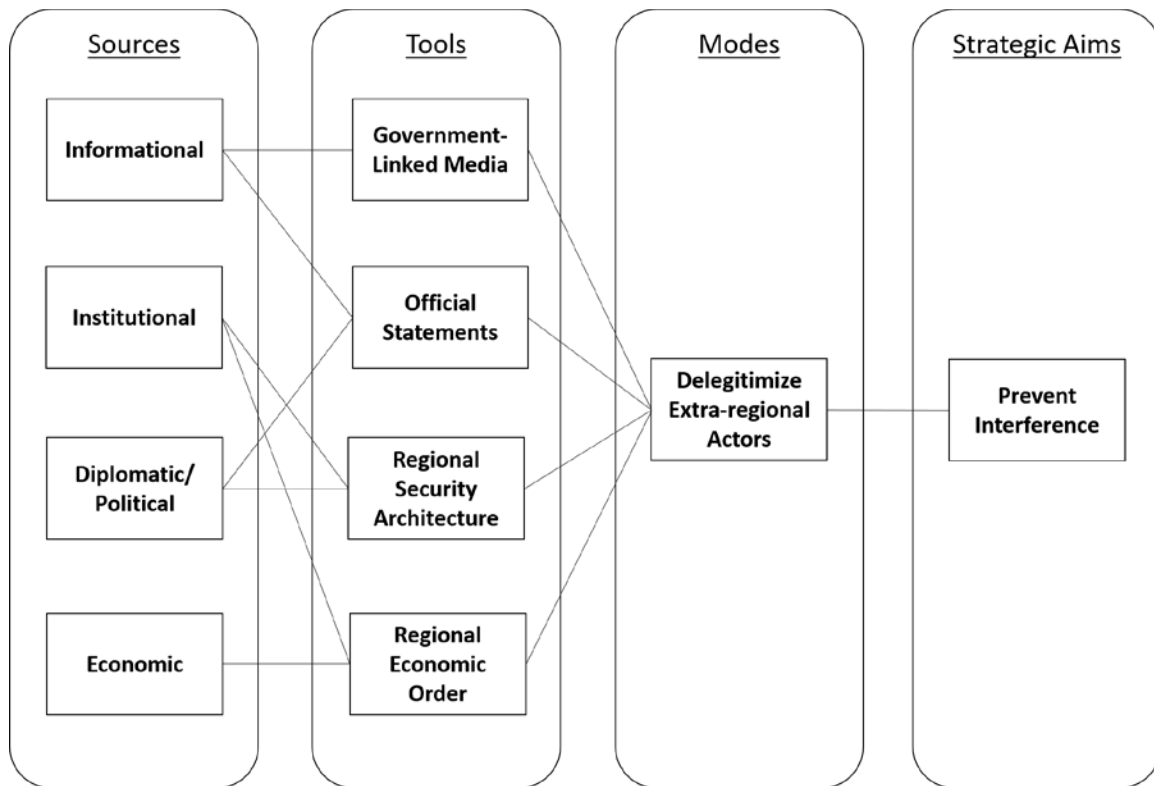 Sources
Tools
Modes
Strategic Aims
Informational
Government-
Linked Media
Institutional
Official
Statements
Delegitimize
Extra-regional
Actors
Prevent
Interference
Diplomatic/
Political
Regional
Security
Architecture
Economic
Regional
Economic
Order